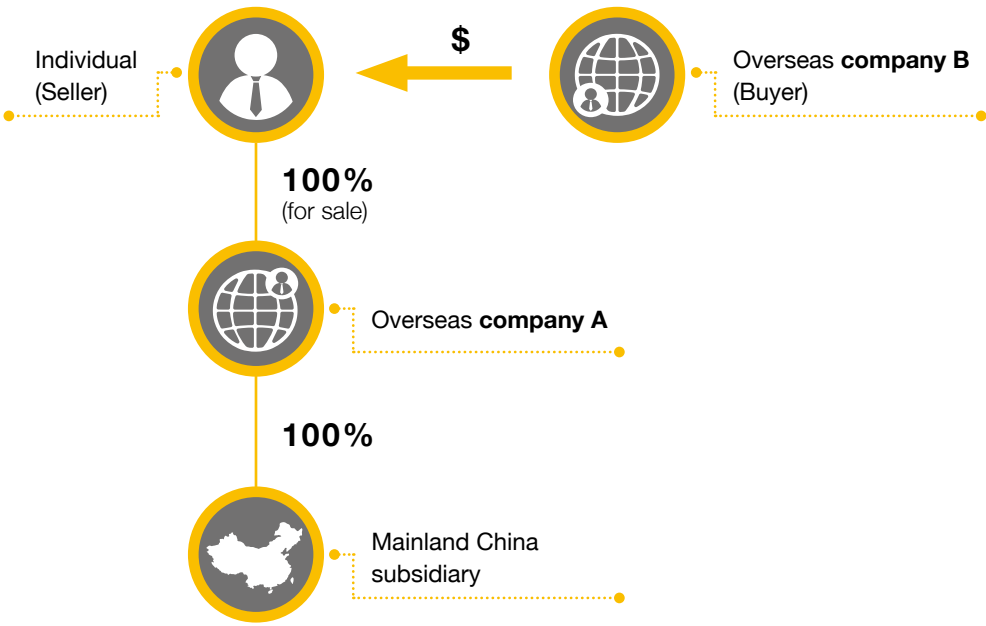 Individual
(Seller)
$
Overseas company B
(Buyer)
100%
(for sale)
Overseas company A
100%
Mainland China
subsidiary